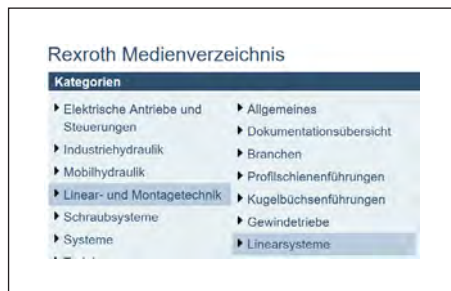 Rexroth Medienverzeichnis
Kategorien
Elektrische Antriebe und
Steuerungen
Industriehydraulik
Mobilhydraulik
Linear- und Montagetechnik
Schraubsysteme
Systeme
Allgemeines
Dokumentationsübersicht
Branchen
Profilschienenführungen
Kugelbüchsenführungen
Gewindetriebe
Linearsysteme